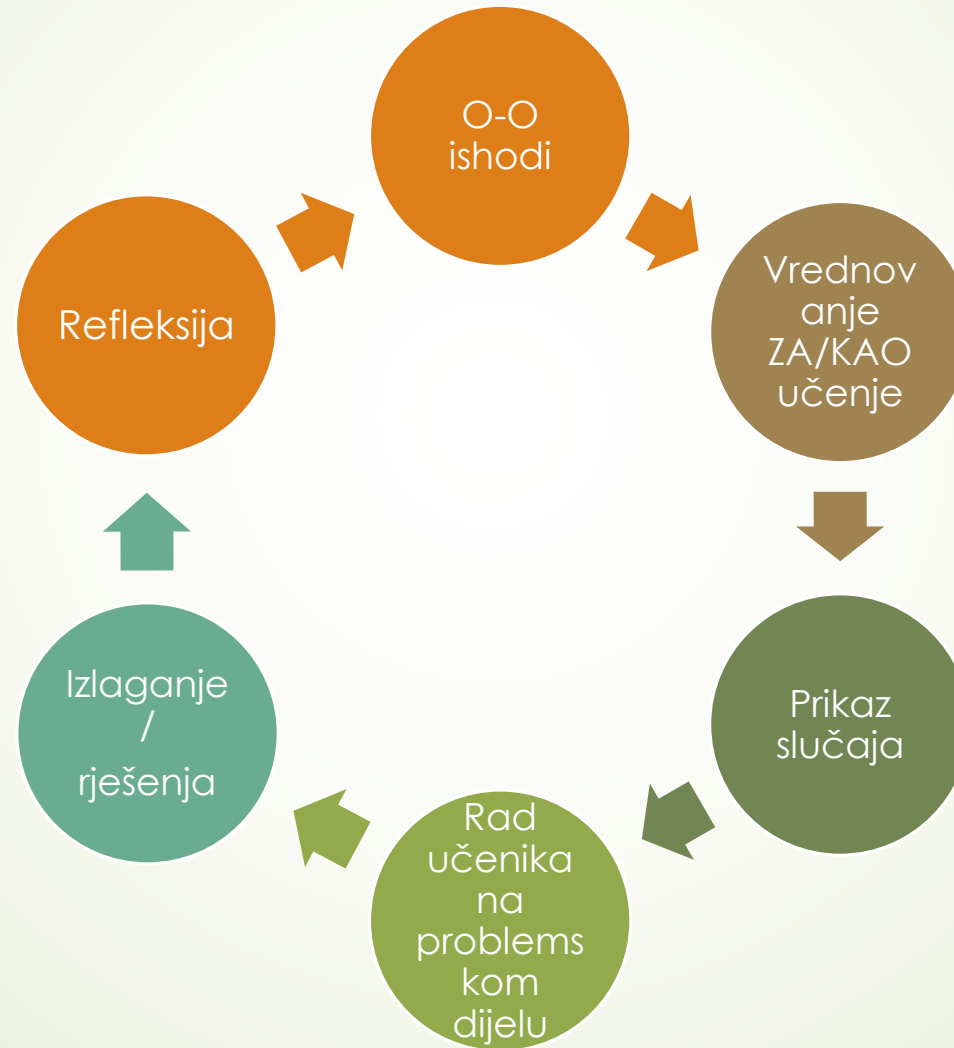 O-O
ishodi
Vrednov
anje
ZA/KAO
učenje
Prikaz
slučaja
Rad
učenika
na
problems
kom
dijelu
Izlaganje
/
rješenja
Refleksija